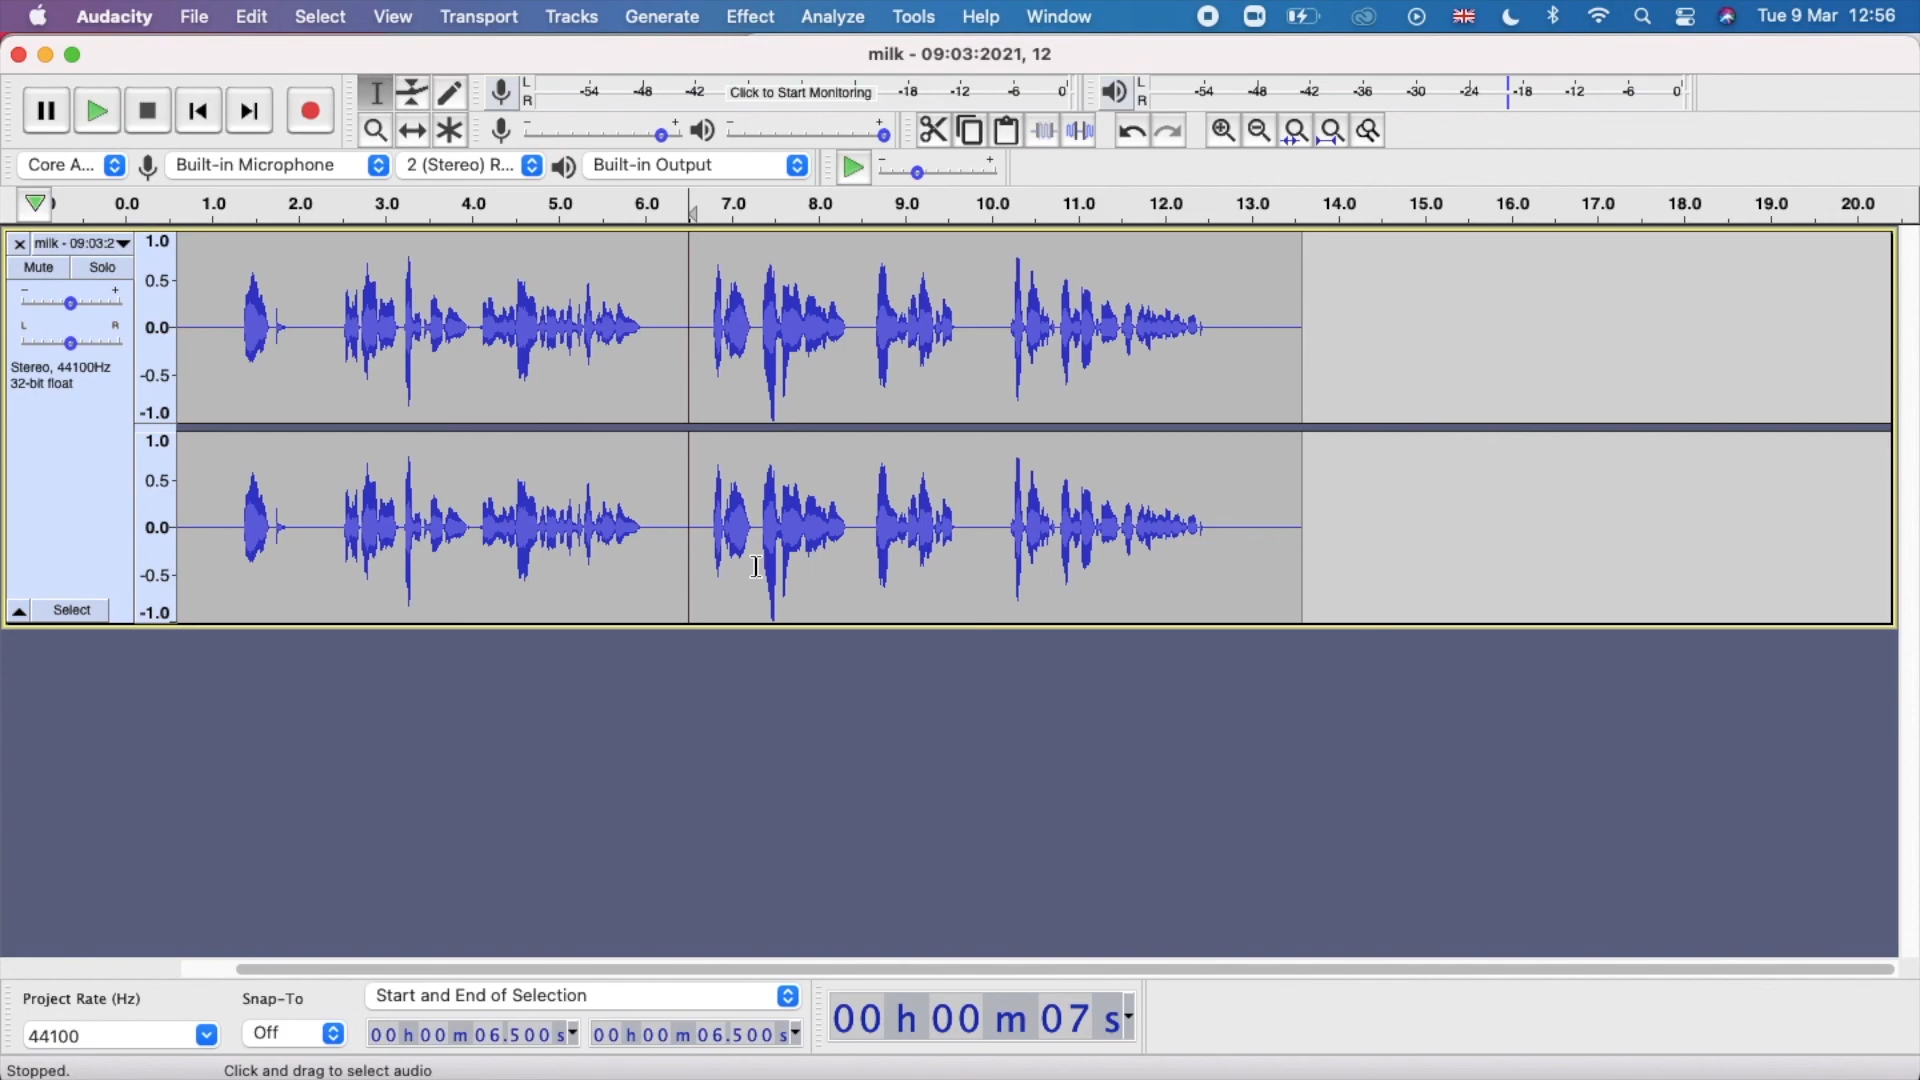 Audacity File Edit Select View Transport Tracks Generate Effect Analyze Tools Help Window Tue 9 Mar 12:56
milk - 09:03:2021, 12
L -54 -48 -42 Click to Start Monitoring -18 -12 -6 0 L -54 -48 -42 -36 -30 -24 -18 -12 -6 0
R R
- + - +
Core A... Built-in Microphone 2 (Stereo) R... Built-in Output - +
0.0 1.0 2.0 3.0 4.0 5.0 6.0 7.0 8.0 9.0 10.0 11.0 12.0 13.0 14.0 15.0 16.0 17.0 18.0 19.0 20.0
milk - 09:03:2 1.0
Mute Solo
0.5
- +
L R 0.0
Stereo, 44100Hz
32-bit float -0.5
-1.0
1.0
0.5
0.0
-0.5
Select -1.0
Project Rate (Hz) Snap-To Start and End of Selection
44100 Off 00 h 00 m 06.500 s 00 h 00 m 06.500 s 00 h 00 m 07 s
Stopped. Click and drag to select audio